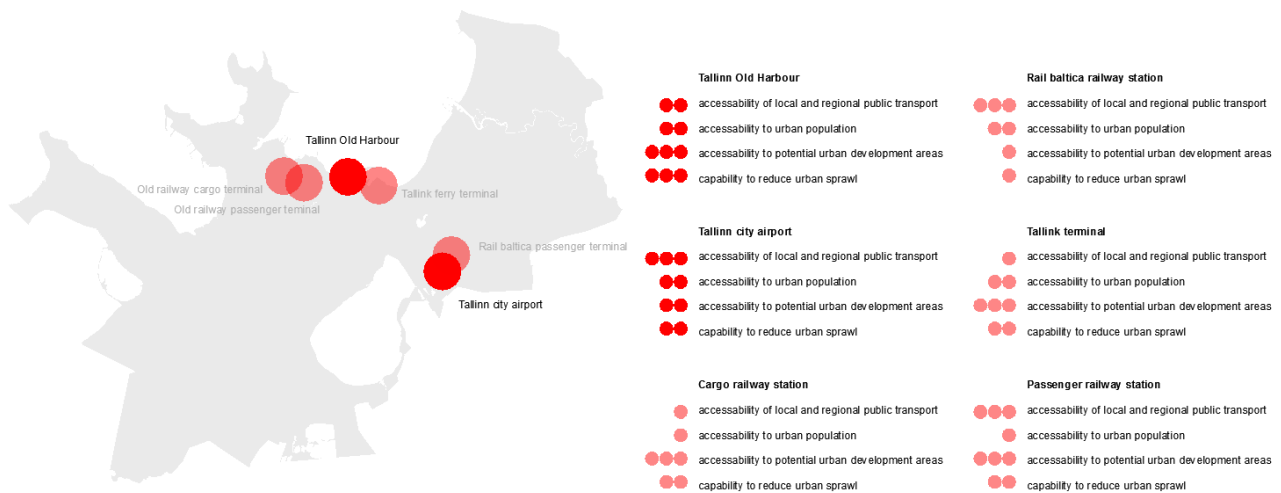 Tallinn Old Harbour
Old railway cargo terminal
Old railway passenger teminal
Tallink ferry terminal
Rail baltica passenger terminal
Tallinn city airport
Tallinn Old Harbour
accessability of local and regional public transport
accessability to urban population
accessability to potential urban development areas
capability to reduce urban sprawl
Rail baltica railway station
accessability of local and regional public transport
accessability to urban population
accessability to potential urban development areas
capability to reduce urban sprawl
Tallinn city airport
accessability of local and regional public transport
accessability to urban population
accessability to potential urban development areas
capability to reduce urban sprawl
Tallink terminal
accessability of local and regional public transport
accessability to urban population
accessability to potential urban development areas
capability to reduce urban sprawl
Cargo railway station
accessability of local and regional public transport
accessability to urban population
accessability to potential urban development areas
capability to reduce urban sprawl
Passenger railway station
accessability of local and regional public transport
accessability to urban population
accessability to potential urban development areas
capability to reduce urban sprawl